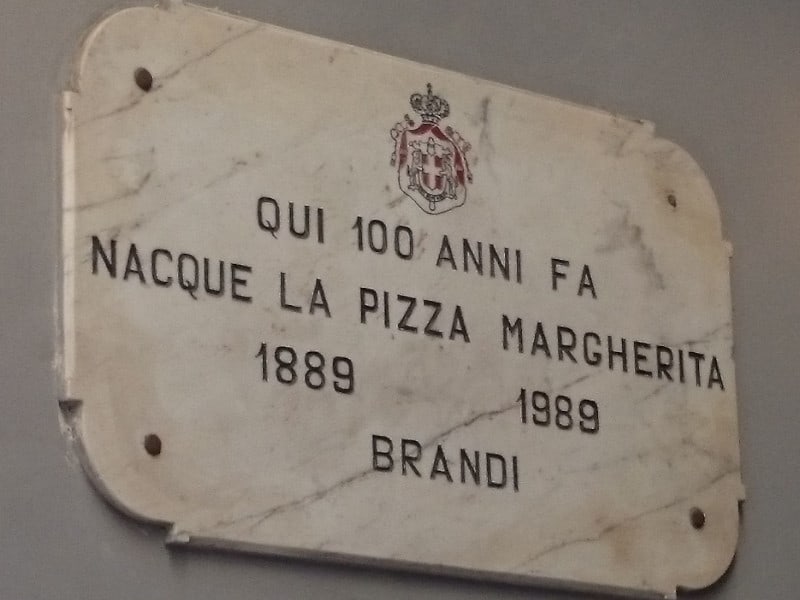 QUI 100 ANNI FA
NACQUE LA PIZZA MARGHERITA
1889 1989
BRANDI